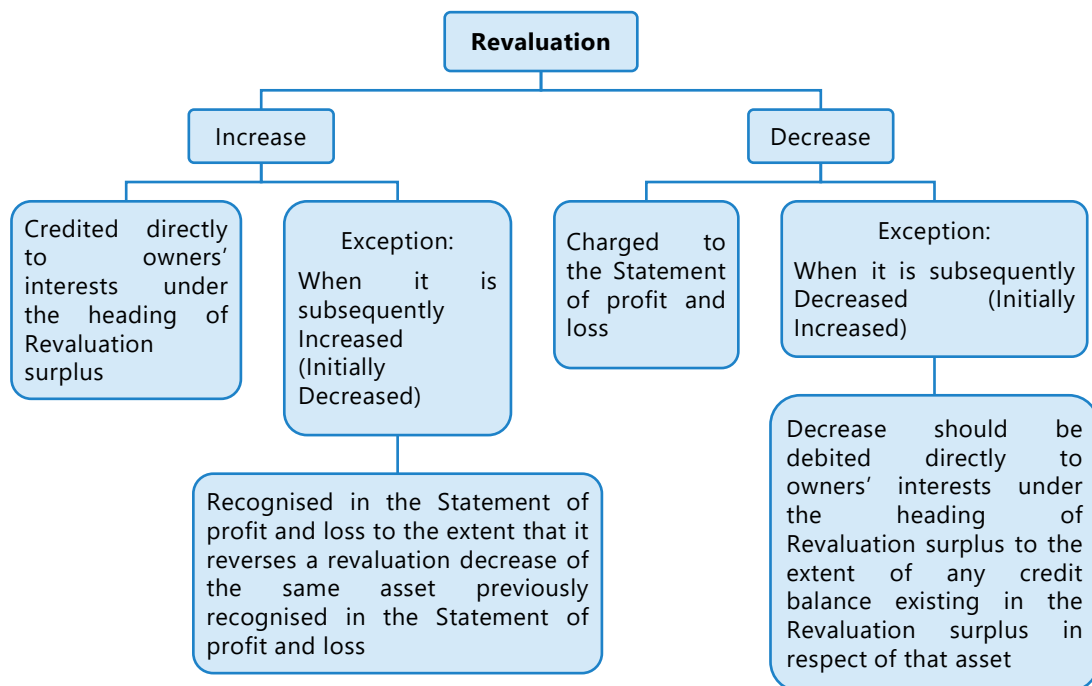 Revaluation
Increase
Decrease
Credited directly
to owners’
interests under
the heading of
Revaluation
surplus
Exception:
When it is
subsequently
Increased
(Initially
Decreased)
Recognised in the Statement of
profit and loss to the extent that it
reverses a revaluation decrease of
the same asset previously
recognised in the Statement of
profit and loss
Charged to
the Statement
of profit and
loss
Exception:
When it is subsequently
Decreased (Initially
Increased)
Decrease should be
debited directly to
owners’ interests under
the heading of
Revaluation surplus to the
extent of any credit
balance existing in the
Revaluation surplus in
respect of that asset